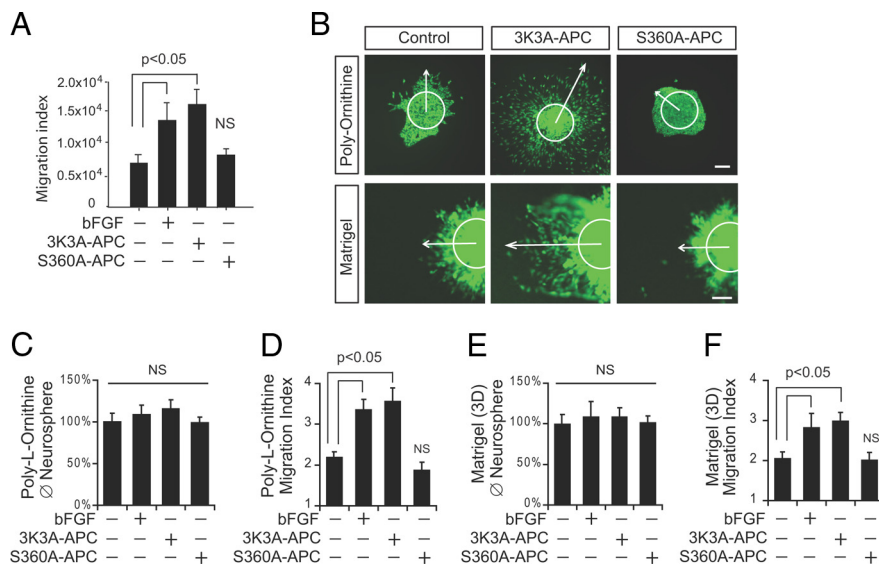 A
p<0.05
2.0x10⁴
1.5x10⁴
1.0x10⁴
0.5x10⁴
0
Migration index
NS
bFGF − + − −
3K3A-APC − − + −
S360A-APC − − − +
B
Control 3K3A-APC S360A-APC
Poly-Ornithine
Matrigel
C
NS
150%
100%
50%
0%
Poly-L-Ornithine
Ø Neurosphere
bFGF − + − −
3K3A-APC − − + −
S360A-APC − − − +
D
p<0.05
4
3
2
1
Poly-L-Ornithine
Migration Index
NS
bFGF − + − −
3K3A-APC − − + −
S360A-APC − − − +
E
NS
150%
100%
50%
0%
Matrigel (3D)
Ø Neurosphere
bFGF − + − −
3K3A-APC − − + −
S360A-APC − − − +
F
p<0.05
4
3
2
1
Matrigel (3D)
Migration Index
NS
bFGF − + − −
3K3A-APC − − + −
S360A-APC − − − +